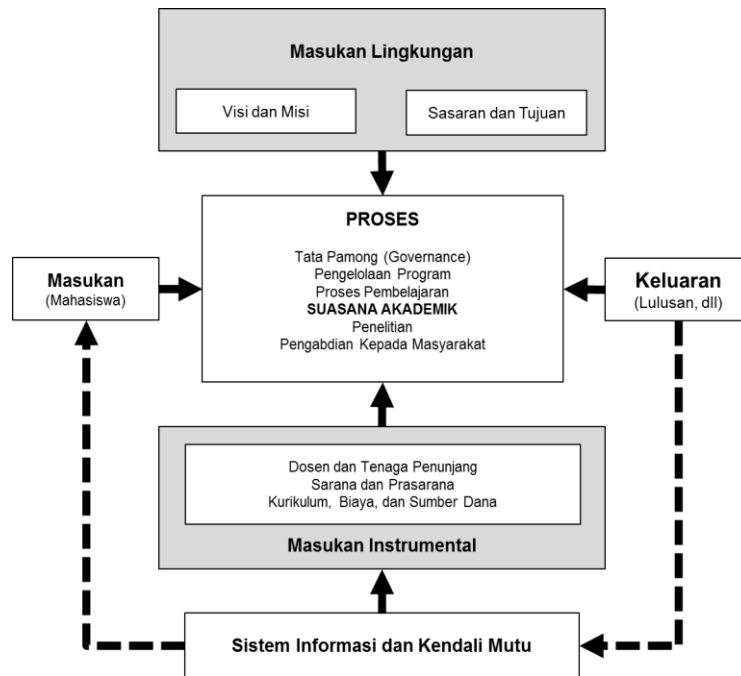 Masukan Lingkungan
Visi dan Misi
Sasaran dan Tujuan
PROSES
Tata Pamong (Governance)
Pengelolaan Program
Proses Pembelajaran
SUASANA AKADEMIK
Penelitian
Pengabdian Kepada Masyarakat
Masukan
(Mahasiswa)
Keluaran
(Lulusan, dll)
Dosen dan Tenaga Penunjang
Sarana dan Prasarana
Kurikulum, Biaya, dan Sumber Dana
Masukan Instrumental
Sistem Informasi dan Kendali Mutu